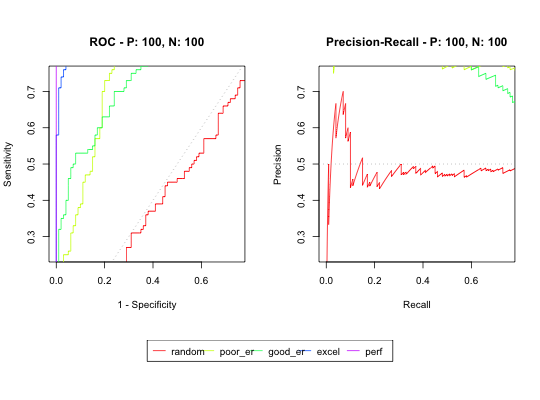 ROC - P: 100, N: 100
Sensitivity
0.3 0.4 0.5 0.6 0.7
0.0 0.2 0.4 0.6
1 - Specificity
Precision-Recall - P: 100, N: 100
Precision
0.3 0.4 0.5 0.6 0.7
0.0 0.2 0.4 0.6
Recall
random poor_er good_er excel perf